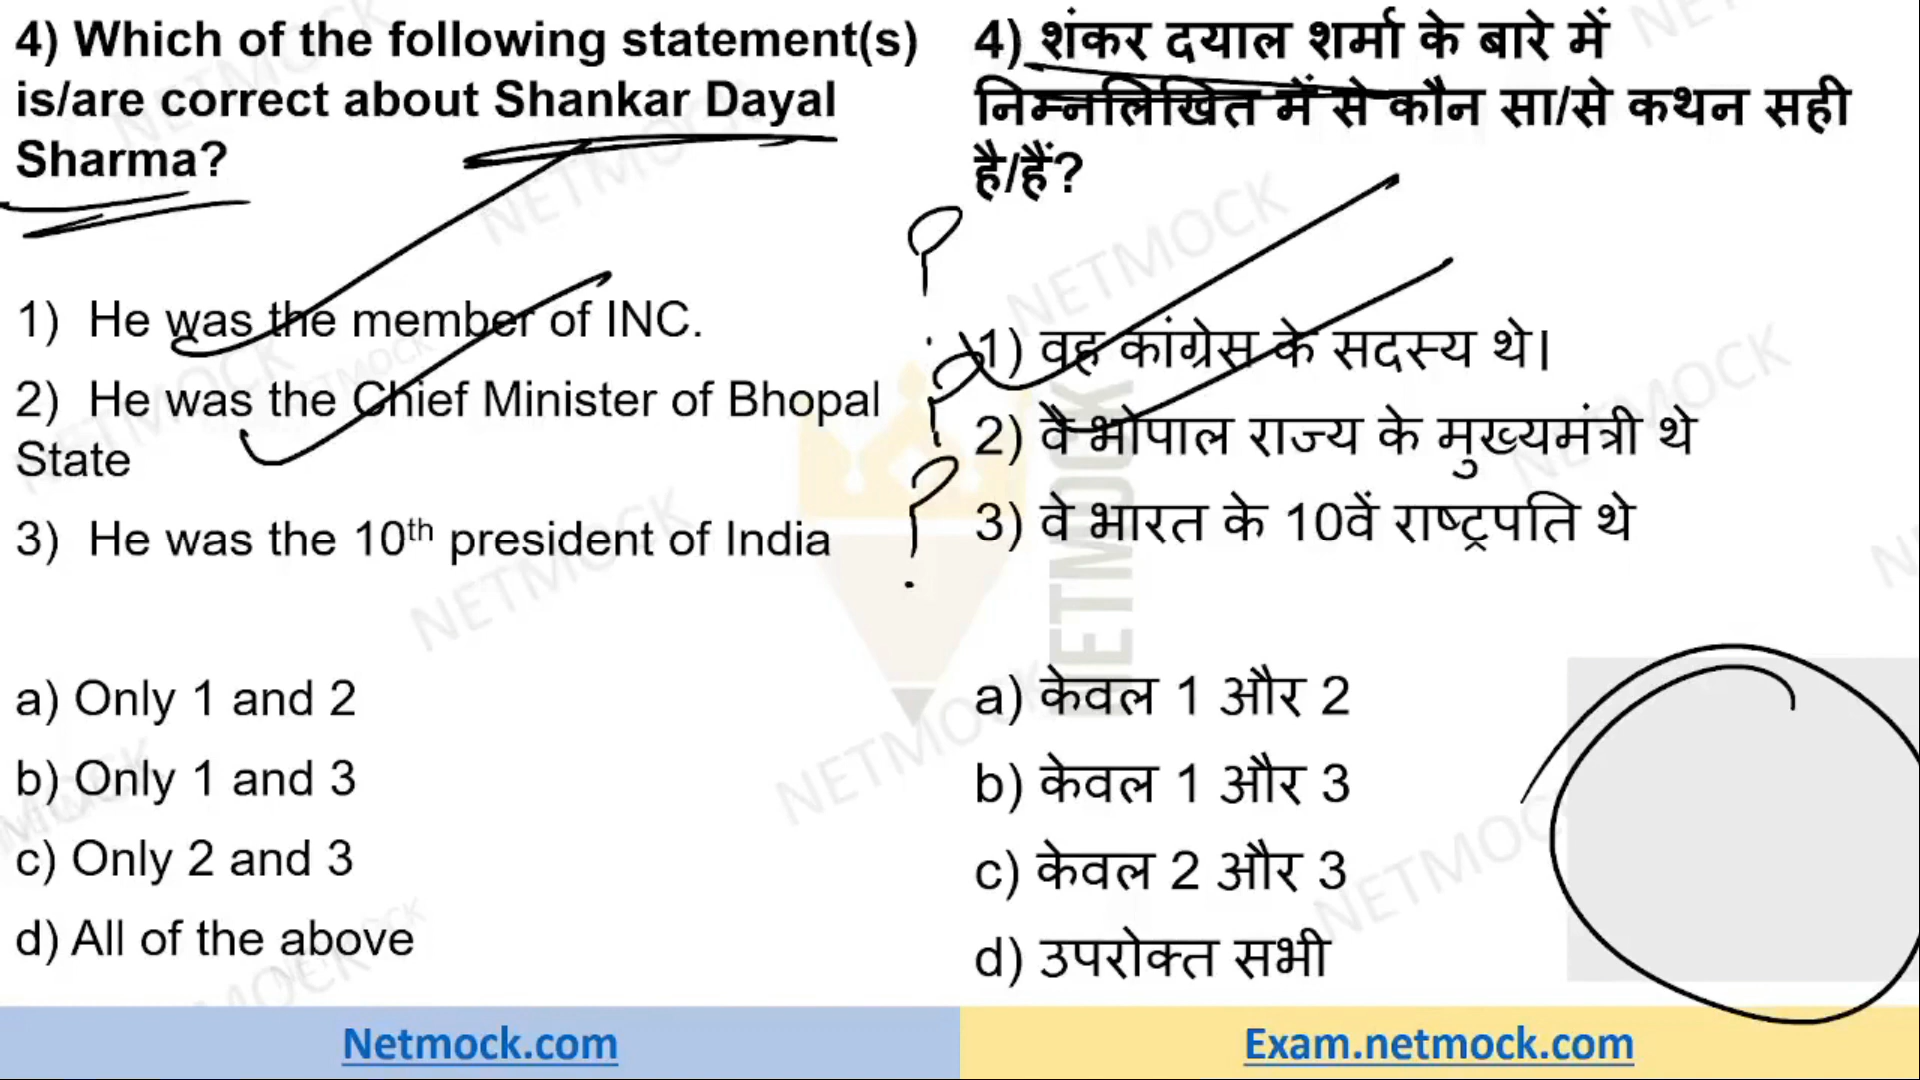 4) Which of the following statement(s)
is/are correct about Shankar Dayal
Sharma?
1) He was the member of INC.
2) He was the Chief Minister of Bhopal
State
3) He was the 10th president of India
a) Only 1 and 2
b) Only 1 and 3
c) Only 2 and 3
d) All of the above
Netmock.com
4) शंकर दयाल शर्मा के बारे में
निम्नलिखित में से कौन सा/से कथन सही
है/हैं?
1) वह कांग्रेस के सदस्य थे।
2) वे भोपाल राज्य के मुख्यमंत्री थे
3) वे भारत के 10वें राष्ट्रपति थे
a) केवल 1 और 2
b) केवल 1 और 3
c) केवल 2 और 3
d) उपरोक्त सभी
Exam.netmock.com
NETMOCK